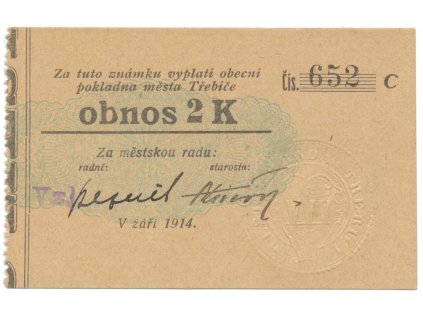 Za tuto známku vyplatí obecní
pokladna města Třebíče
Čís. 652 C
obnos 2 K
Za městskou radu:
radní: starosta:
V září 1914.